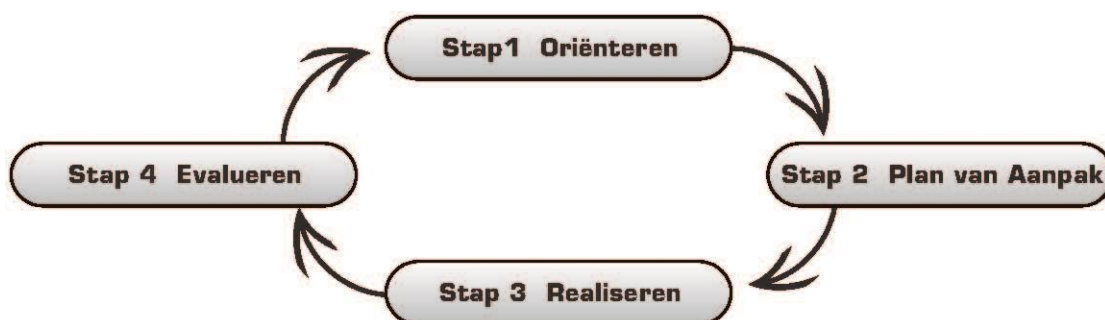 Stap1 Oriënteren
Stap 2 Plan van Aanpak
Stap 3 Realiseren
Stap 4 Evalueren